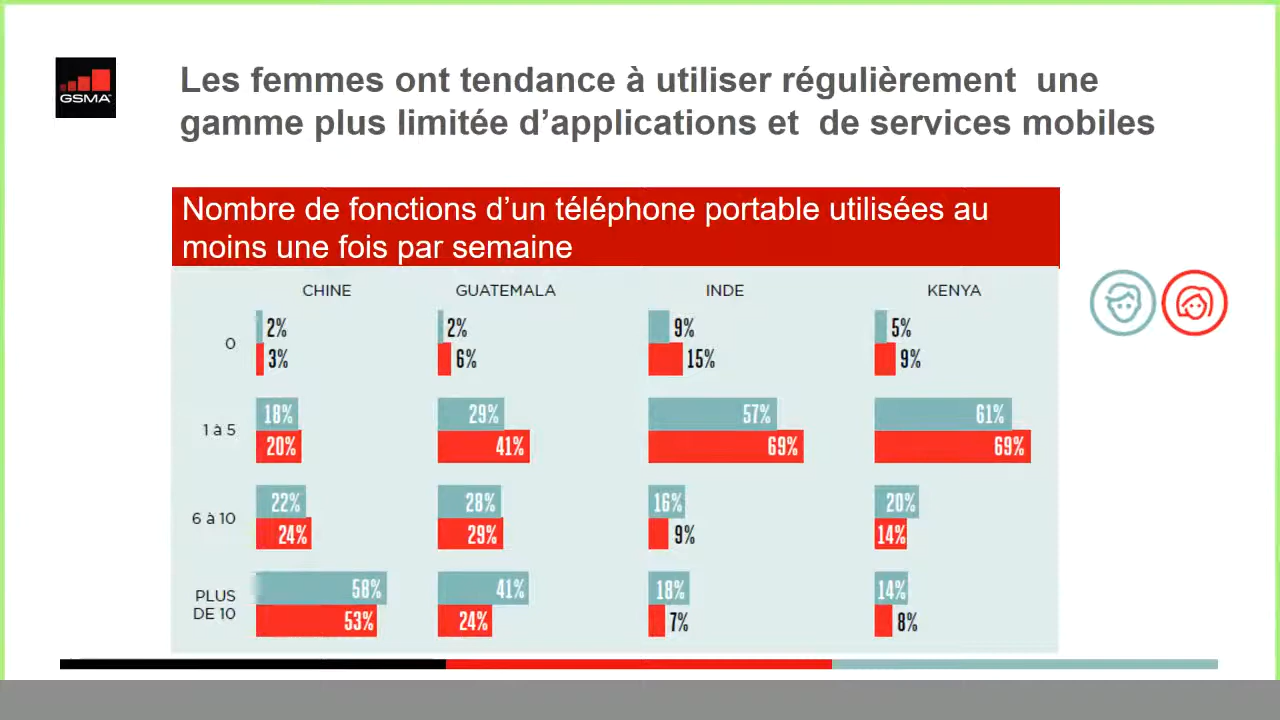 GSMA
Les femmes ont tendance à utiliser régulièrement une
gamme plus limitée d’applications et de services mobiles
Nombre de fonctions d’un téléphone portable utilisées au
moins une fois par semaine
CHINE GUATEMALA INDE KENYA
0 2% 2% 9% 5%
3% 6% 15% 9%
1 à 5 18% 29% 57% 61%
20% 41% 69% 69%
6 à 10 22% 28% 16% 20%
24% 29% 9% 14%
PLUS
DE 10 58% 41% 18% 14%
53% 24% 7% 8%